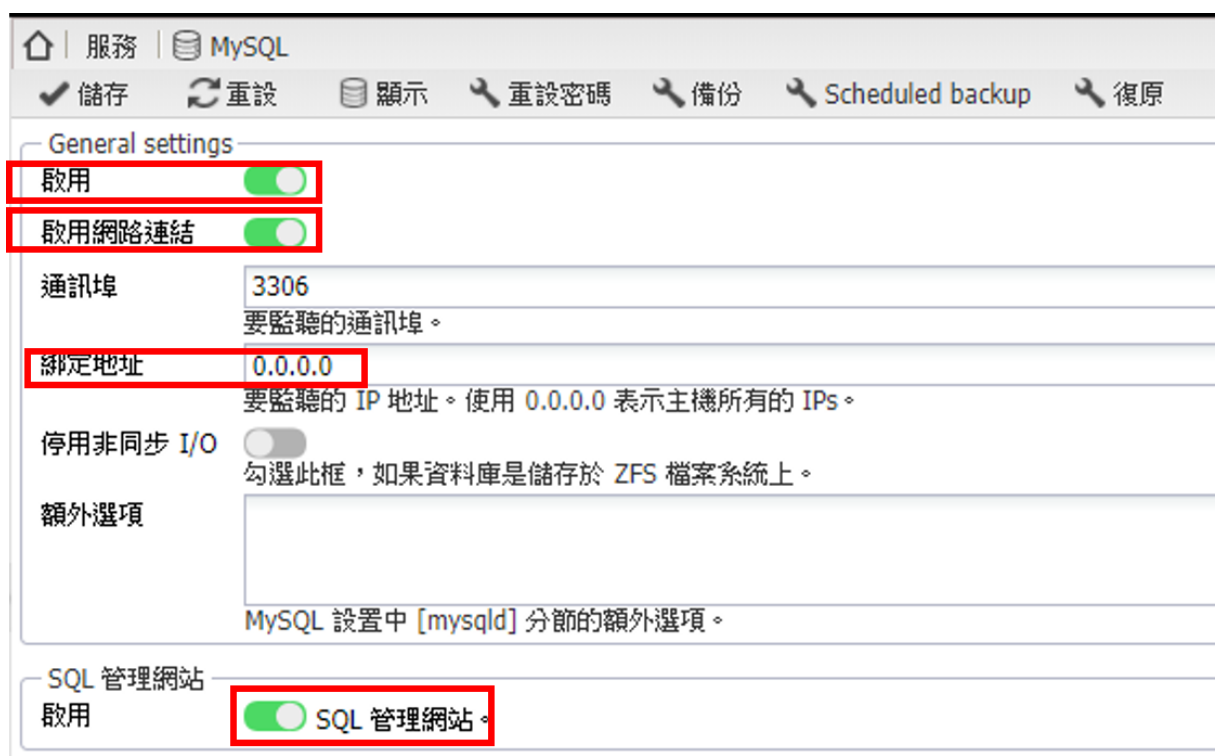 服務 MySQL
儲存 重設 顯示 重設密碼 備份 Scheduled backup 復原
General settings
啟用
啟用網路連結
通訊埠 3306
要監聽的通訊埠。
綁定地址 0.0.0.0
要監聽的 IP 地址。使用 0.0.0.0 表示主機所有的 IPs。
停用非同步 I/O
勾選此框，如果資料庫是儲存於 ZFS 檔案系統上。
額外選項
MySQL 設置中 [mysqld] 分節的額外選項。
SQL 管理網站
啟用 SQL 管理網站。